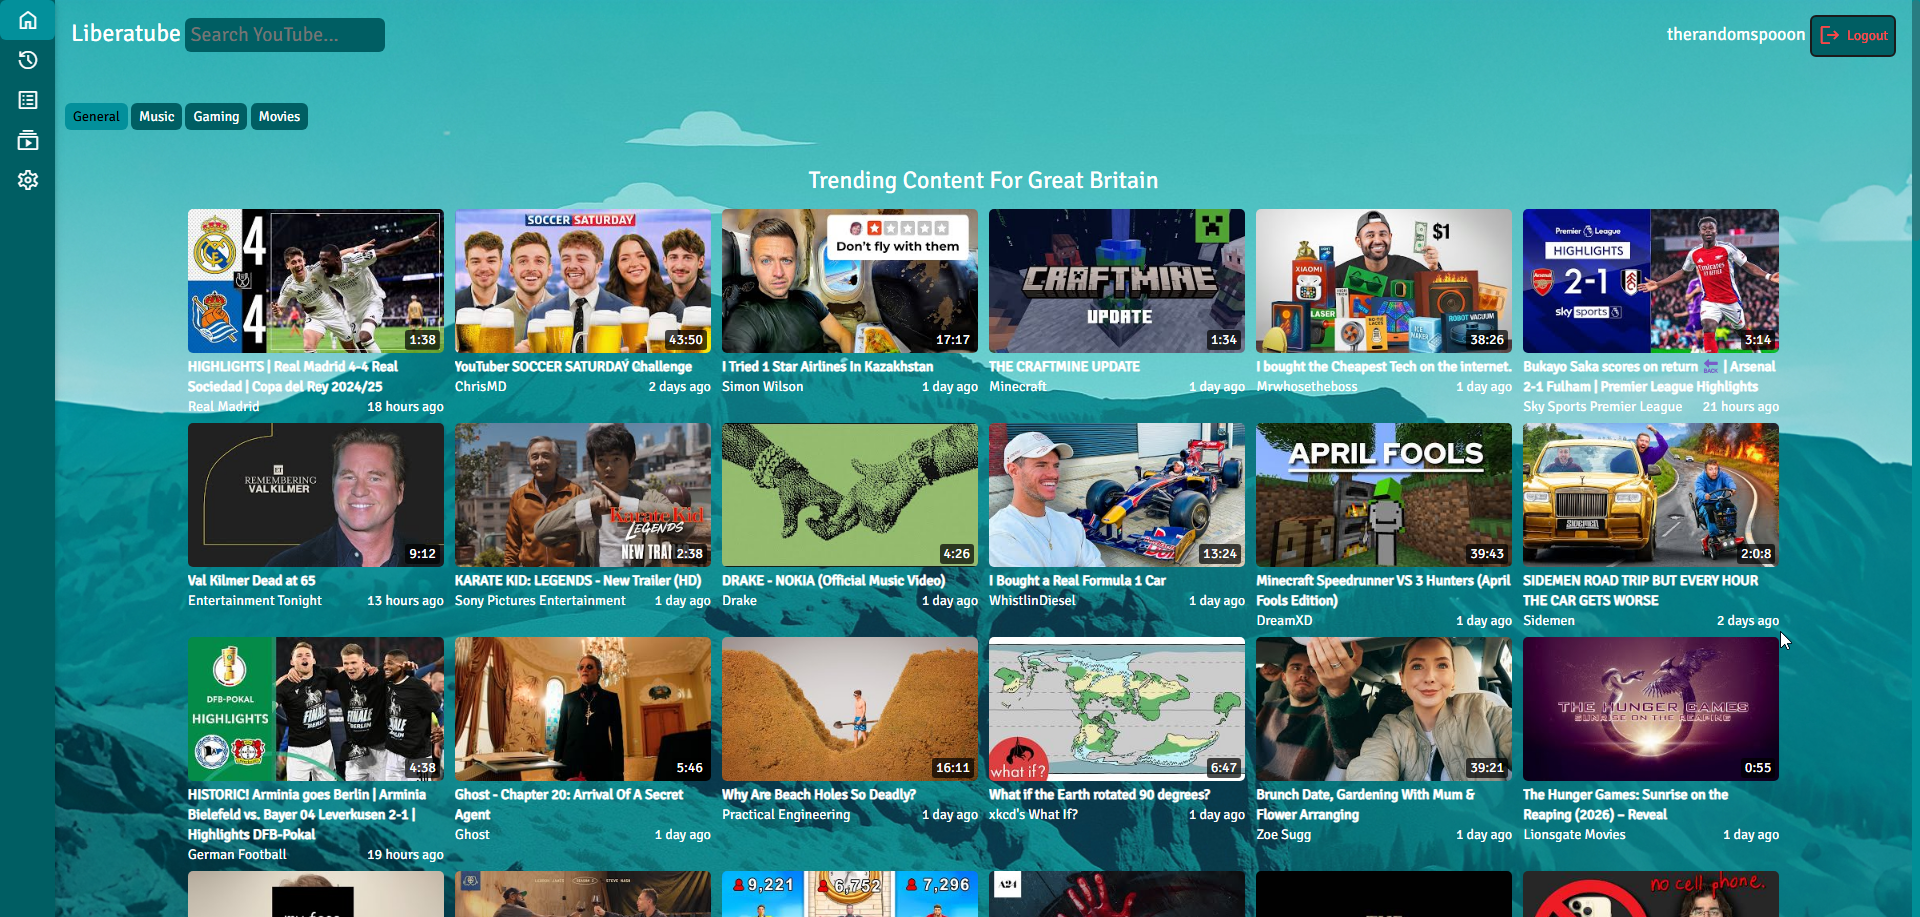 Liberatube
Search YouTube...
therandomspooon
Logout
General
Music
Gaming
Movies
Trending Content For Great Britain
4
4
1:38
HIGHLIGHTS | Real Madrid 4-4 Real
Sociedad | Copa del Rey 2024/25
Real Madrid
18 hours ago
SOCCER SATURDAY
43:50
YouTuber SOCCER SATURDAY Challenge
ChrisMD
2 days ago
Don't fly with them
17:17
I Tried 1 Star Airlines In Kazakhstan
Simon Wilson
1 day ago
CRAFTMINE
UPDATE
1:34
THE CRAFTMINE UPDATE
Minecraft
1 day ago
$1
XIAOMI
LASER
ICE
MAKER
ROBOT VACUUM
38:26
I bought the Cheapest Tech on the internet.
Mrwhosetheboss
1 day ago
Premier League
HIGHLIGHTS
2-1
sky sports
3:14
Bukayo Saka scores on return 🔙 | Arsenal
2-1 Fulham | Premier League Highlights
Sky Sports Premier League
21 hours ago
ET
REMEMBERING
VAL KILMER
9:12
Val Kilmer Dead at 65
Entertainment Tonight
13 hours ago
Karate Kid
LEGENDS
NEW TRAI
2:38
KARATE KID: LEGENDS - New Trailer (HD)
Sony Pictures Entertainment
1 day ago
4:26
DRAKE - NOKIA (Official Music Video)
Drake
1 day ago
13:24
I Bought a Real Formula 1 Car
WhistlinDiesel
1 day ago
APRIL FOOLS
39:43
Minecraft Speedrunner VS 3 Hunters (April
Fools Edition)
DreamXD
1 day ago
SIDEMEN
2:0:8
SIDEMEN ROAD TRIP BUT EVERY HOUR
THE CAR GETS WORSE
Sidemen
2 days ago
DFB-POKAL
HIGHLIGHTS
FINALE
BERLIN
4:38
HISTORIC! Arminia goes Berlin | Arminia
Bielefeld vs. Bayer 04 Leverkusen 2-1 |
Highlights DFB-Pokal
German Football
19 hours ago
5:46
Ghost - Chapter 20: Arrival Of A Secret
Agent
Ghost
1 day ago
16:11
Why Are Beach Holes So Deadly?
Practical Engineering
1 day ago
what if?
6:47
What if the Earth rotated 90 degrees?
xkcd's What If?
1 day ago
39:21
Brunch Date, Gardening With Mum &
Flower Arranging
Zoe Sugg
1 day ago
THE HUNGER GAMES
SUNRISE ON THE REAPING
0:55
The Hunger Games: Sunrise on the
Reaping (2026) – Reveal
Lionsgate Movies
1 day ago
9,221
6,752
7,296
A24
no cell phone.